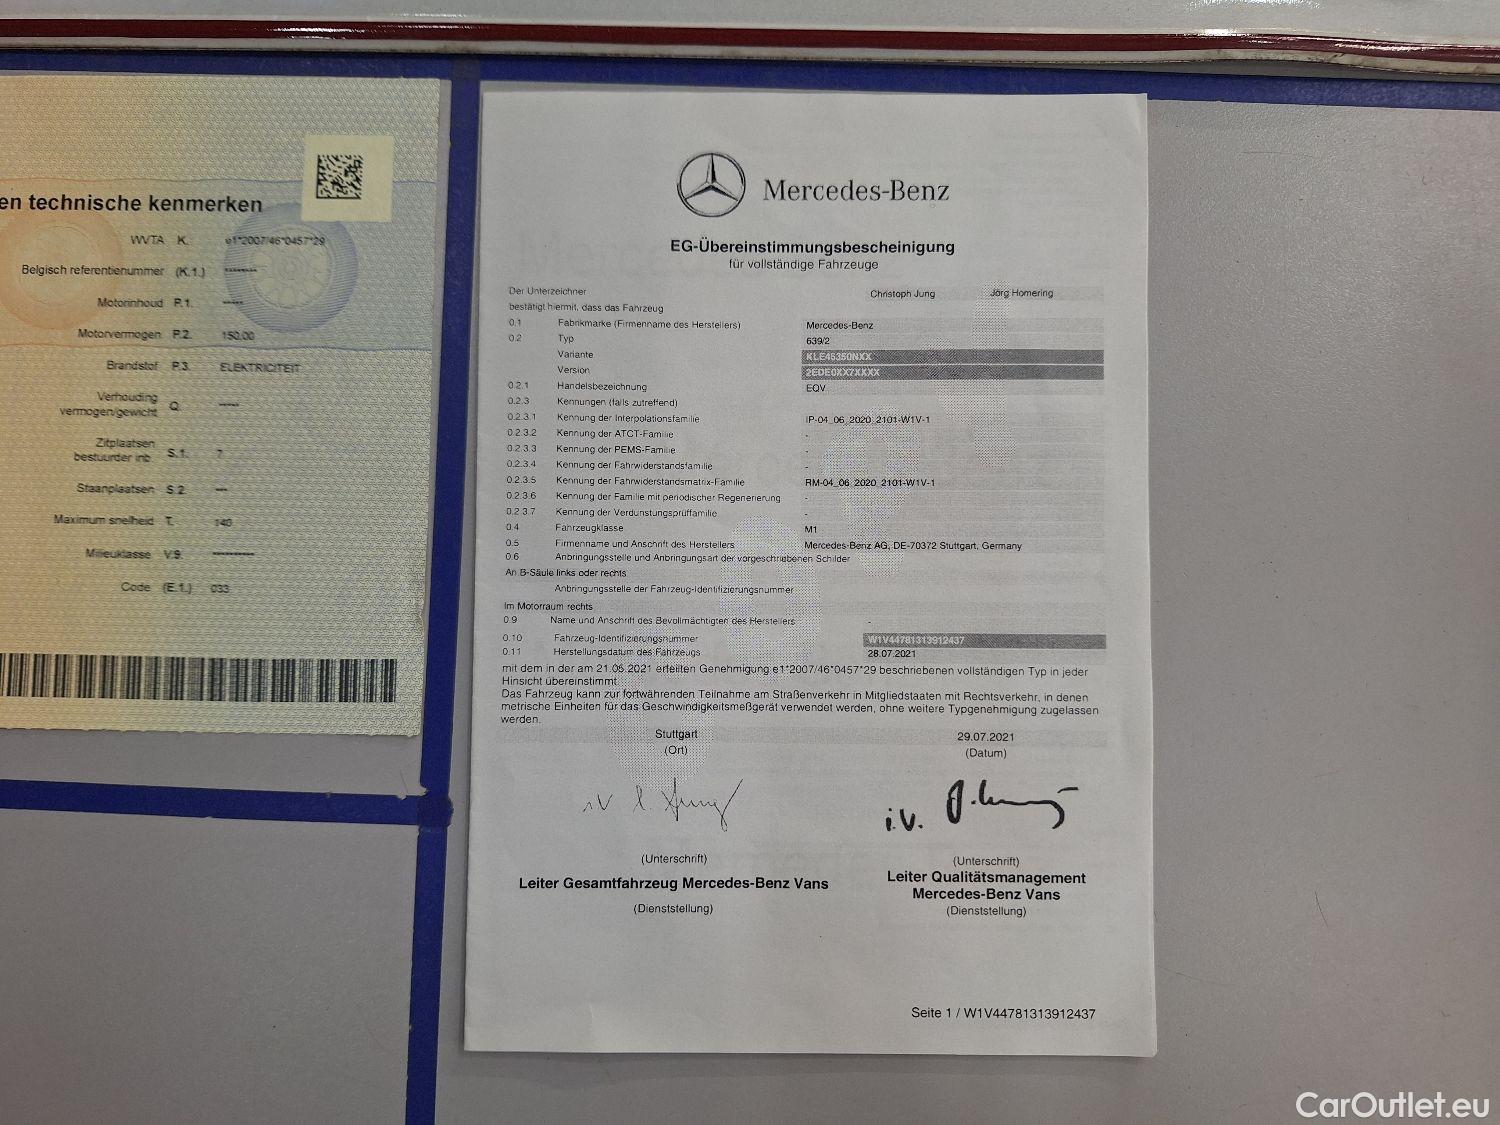 en technische kenmerken
WVTA K. e1*2007/46*0457*29
Belgisch referentienummer (K.1.) --------
Motorinhoud P.1. -----
Motorvermogen P.2. 150.00
Brandstof P.3. ELEKTRICITEIT
Verhouding
vermogen/gewicht Q. -----
Zitplaatsen
bestuurder inb. S.1. 7
Staanplaatsen S.2. ---
Maximum snelheid T. 140
Milieuklasse V.9. ----------
Code (E.1.) 033
Mercedes-Benz
EG-Übereinstimmungsbescheinigung
für vollständige Fahrzeuge
Der Unterzeichner Christoph Jung Jörg Homering
bestätigt hiermit, dass das Fahrzeug
0.1 Fabrikmarke (Firmenname des Herstellers) Mercedes-Benz
0.2 Typ 639/2
Variante KLE45350NXX
Version 2EDE0XX7XXXX
0.2.1 Handelsbezeichnung EQV
0.2.3 Kennungen (falls zutreffend)
0.2.3.1 Kennung der Interpolationsfamilie IP-04_06_2020_2101-W1V-1
0.2.3.2 Kennung der ATCT-Familie -
0.2.3.3 Kennung der PEMS-Familie -
0.2.3.4 Kennung der Fahrwiderstandsfamilie -
0.2.3.5 Kennung der Fahrwiderstandsmatrix-Familie RM-04_06_2020_2101-W1V-1
0.2.3.6 Kennung der Familie mit periodischer Regenerierung -
0.2.3.7 Kennung der Verdunstungsprüffamilie -
0.4 Fahrzeugklasse M1
0.5 Firmenname und Anschrift des Herstellers Mercedes-Benz AG, DE-70372 Stuttgart, Germany
0.6 Anbringungsstelle und Anbringungsart der vorgeschriebenen Schilder
An B-Säule links oder rechts
Anbringungsstelle der Fahrzeug-Identifizierungsnummer
Im Motorraum rechts
0.9 Name und Anschrift des Bevollmächtigten des Herstellers -
0.10 Fahrzeug-Identifizierungsnummer W1V44781313912437
0.11 Herstellungsdatum des Fahrzeugs 28.07.2021
mit dem in der am 21.05.2021 erteilten Genehmigung e1*2007/46*0457*29 beschriebenen vollständigen Typ in jeder
Hinsicht übereinstimmt.
Das Fahrzeug kann zur fortwährenden Teilnahme am Straßenverkehr in Mitgliedstaaten mit Rechtsverkehr, in denen
metrische Einheiten für das Geschwindigkeitsmeßgerät verwendet werden, ohne weitere Typgenehmigung zugelassen
werden.
Stuttgart 29.07.2021
(Ort) (Datum)
i.V. i.V.
(Unterschrift) (Unterschrift)
Leiter Gesamtfahrzeug Mercedes-Benz Vans Leiter Qualitätsmanagement
Mercedes-Benz Vans
(Dienststellung) (Dienststellung)
Seite 1 / W1V44781313912437
CarOutlet.eu